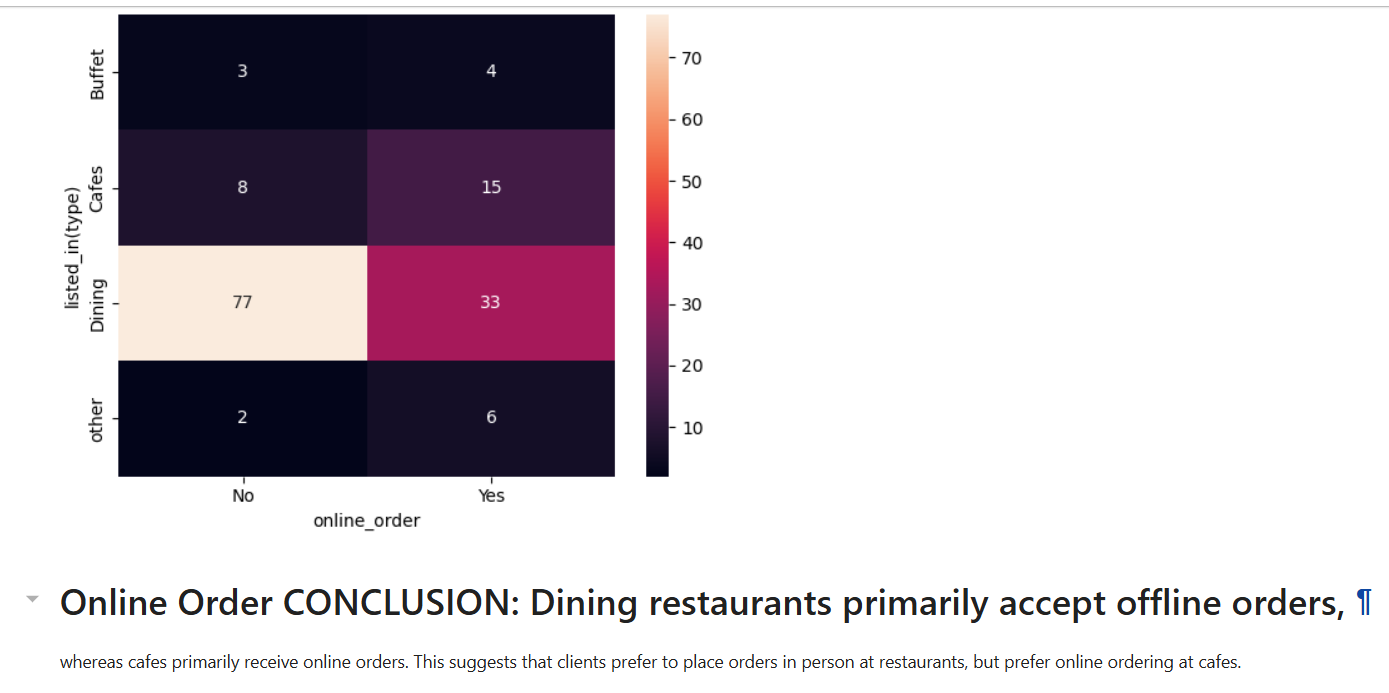 Buffet
3
4
70
60
Cafes
8
15
50
listed_in(type)
40
Dining
77
33
30
20
other
2
6
10
No
Yes
online_order
Online Order CONCLUSION: Dining restaurants primarily accept offline orders, ¶
whereas cafes primarily receive online orders. This suggests that clients prefer to place orders in person at restaurants, but prefer online ordering at cafes.